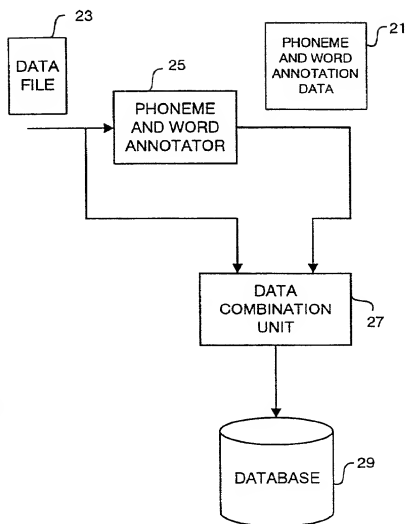 23
DATA
FILE
25
PHONEME
AND WORD
ANNOTATOR
21
PHONEME
AND WORD
ANNOTATION
DATA
DATA
COMBINATION
UNIT
27
DATABASE
29